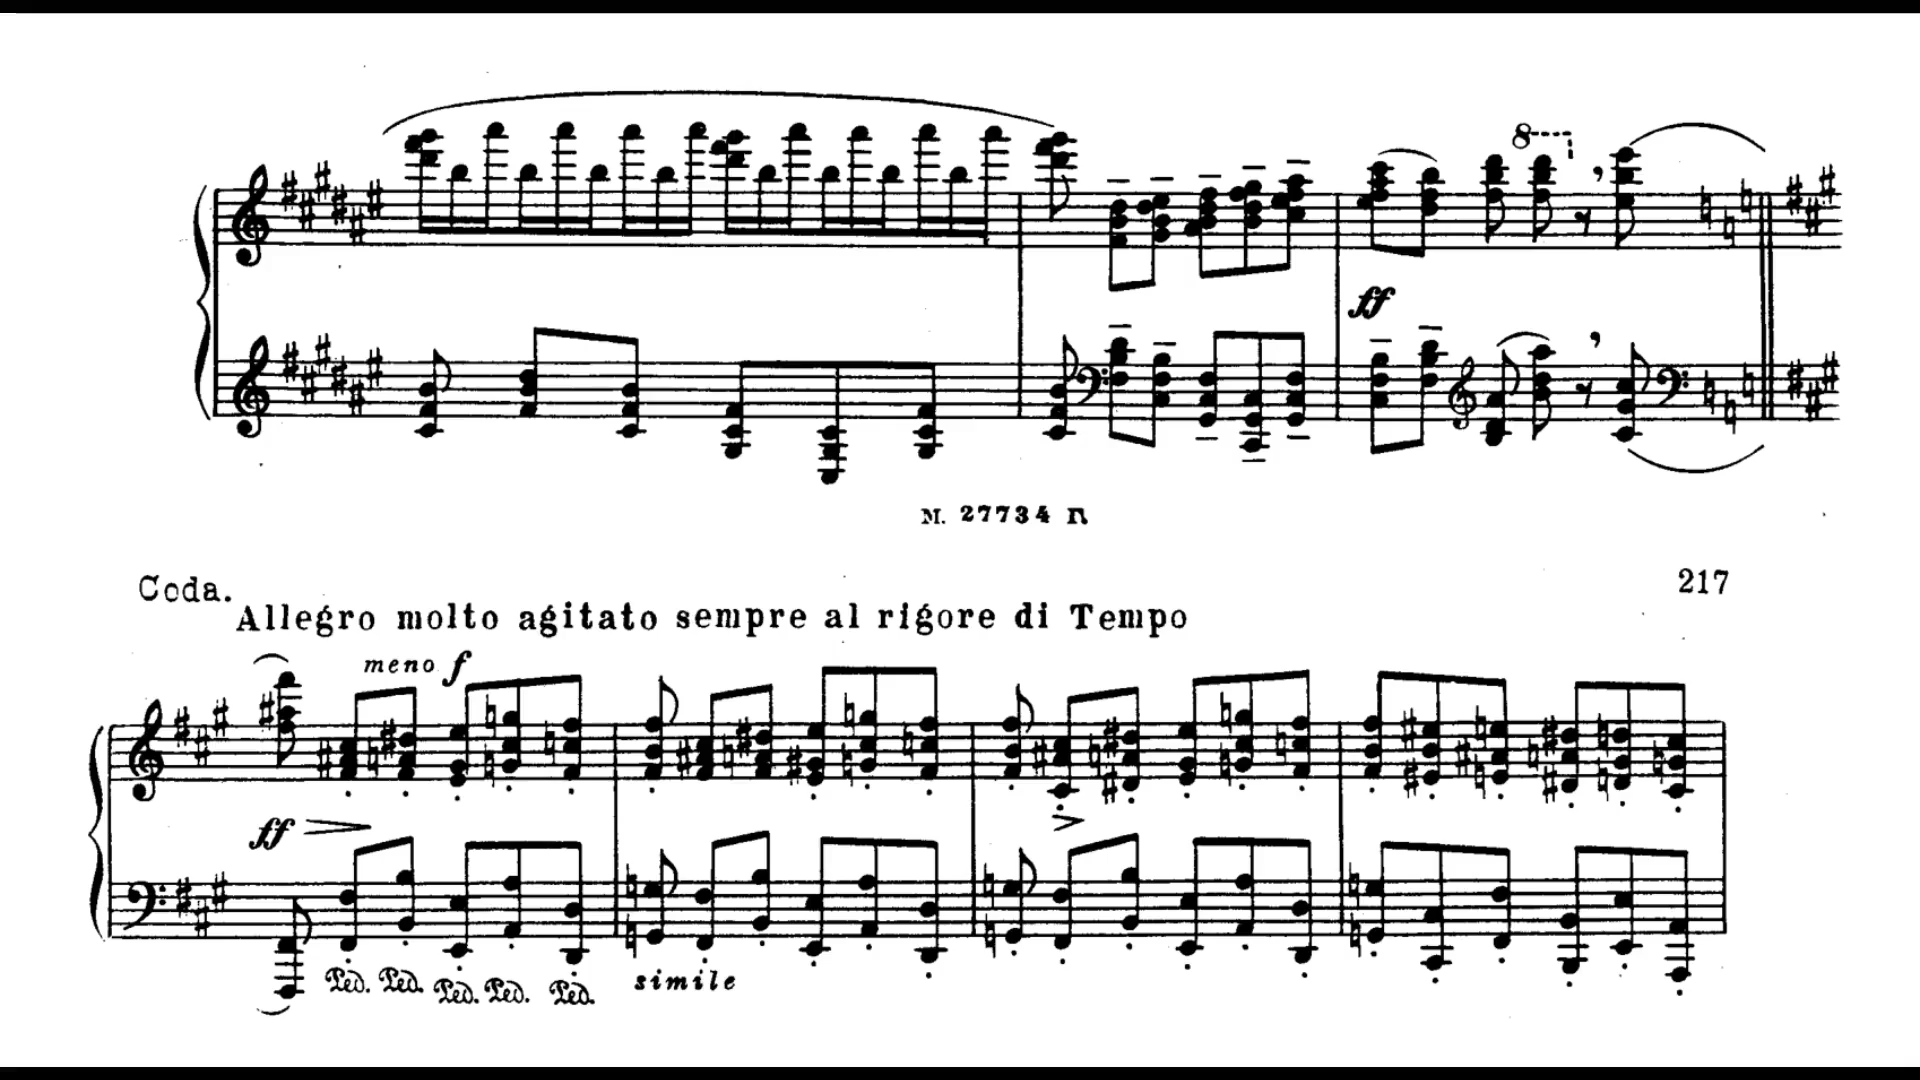 8
ff
M. 27734 Г
Coda.
217
Allegro molto agitato sempre al rigore di Tempo
meno f
ff
Ped. Ped. Ped. Ped. Ped.
simile